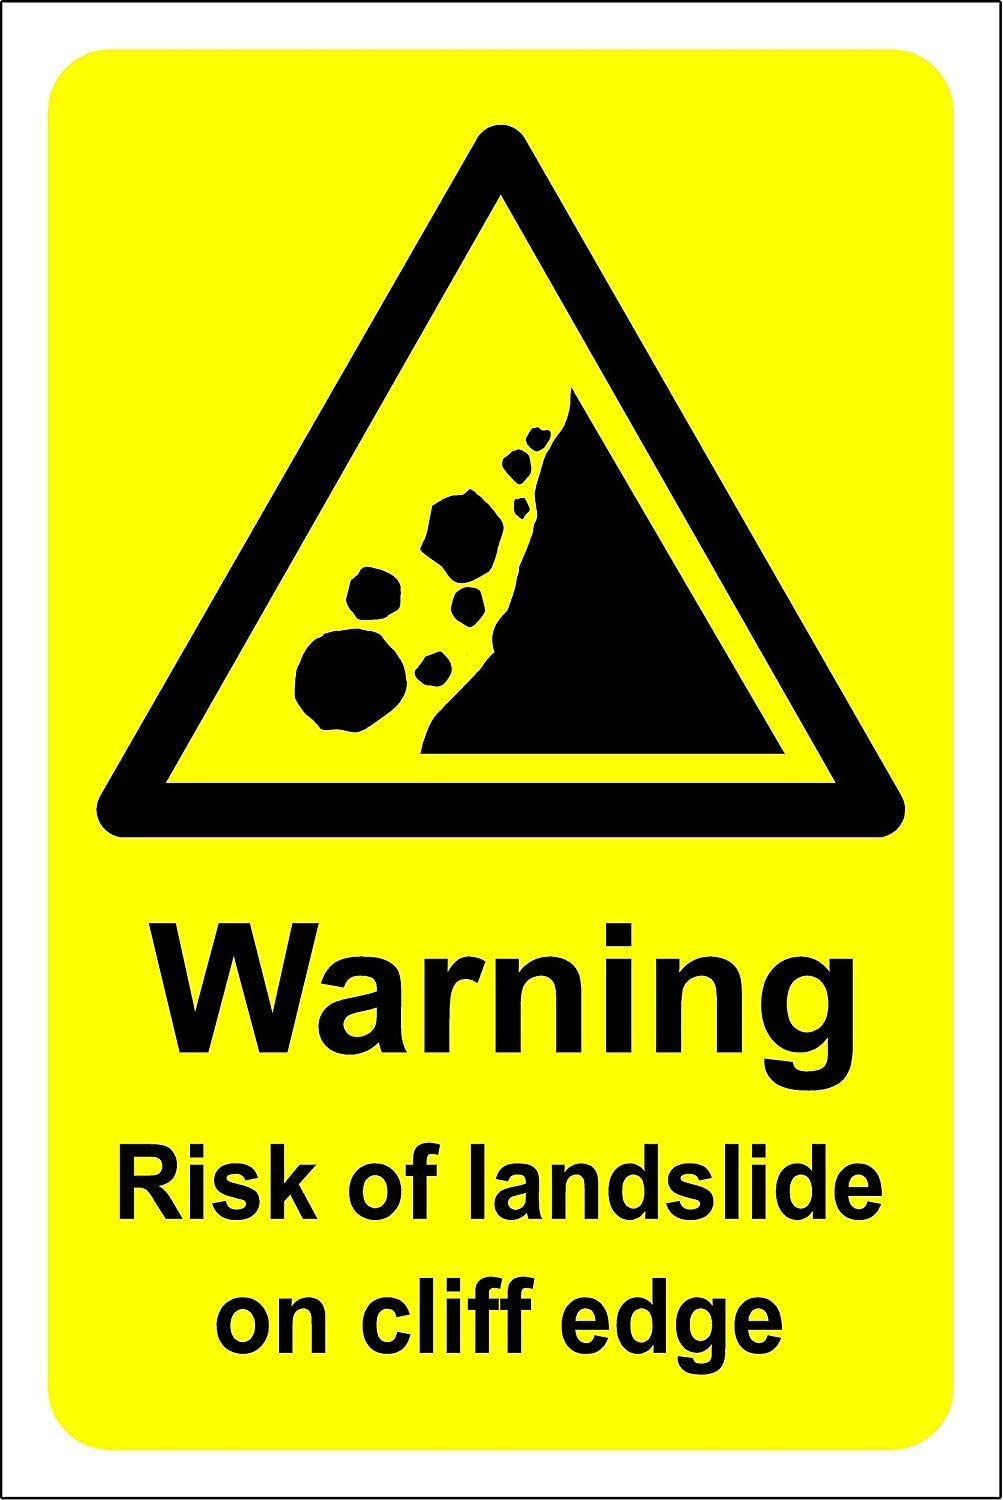 Warning
Risk of landslide
on cliff edge